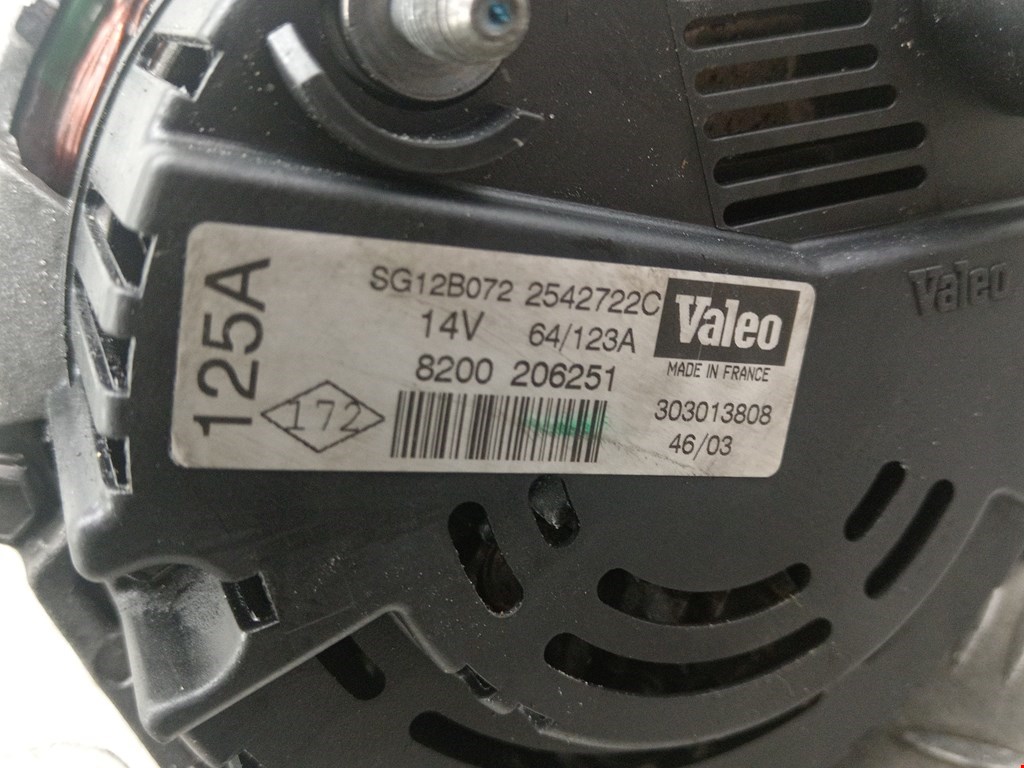 125A
SG12B072 2542722C
14V 64/123A
8200 206251
172
Valeo
MADE IN FRANCE
303013808
46/03
Valeo